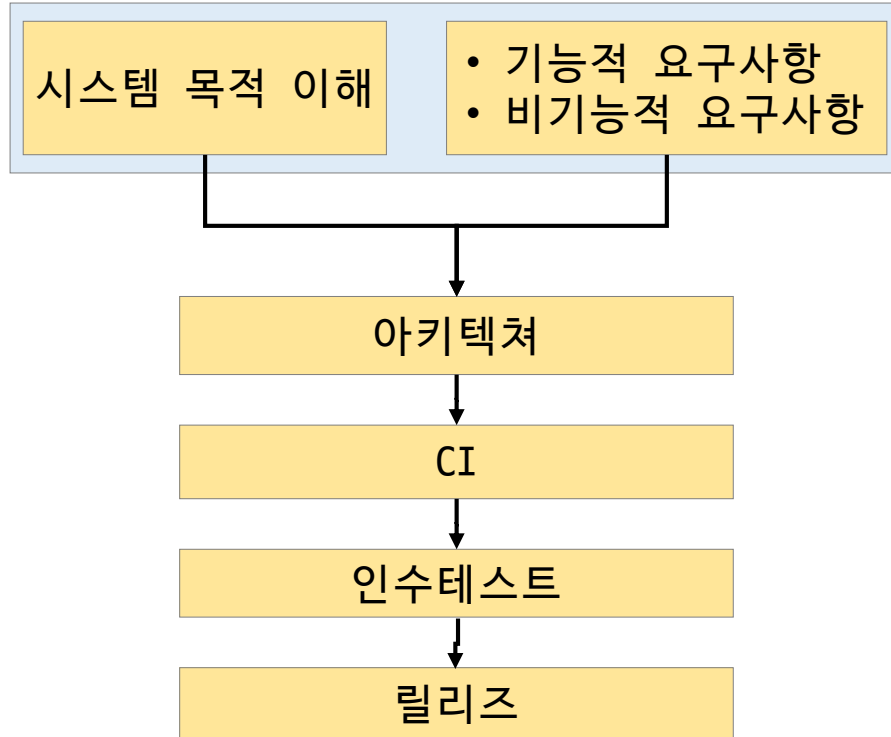 시스템 목적 이해
• 기능적 요구사항
• 비기능적 요구사항
아키텍쳐
CI
인수테스트
릴리즈